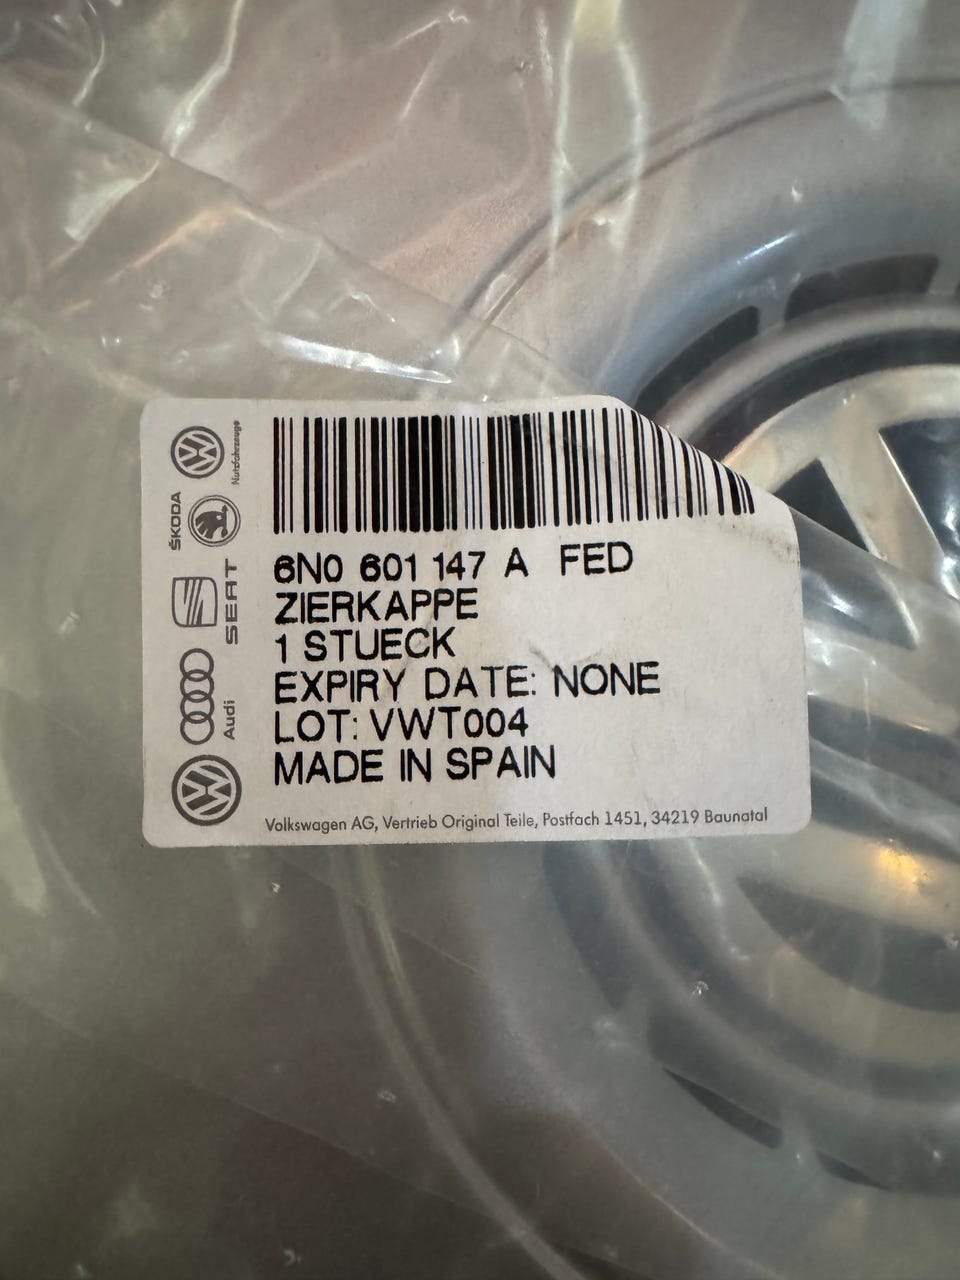 Nutzfahrzeuge
ŠKODA
SEAT
Audi
6N0 601 147 A FED
ZIERKAPPE
1 STUECK
EXPIRY DATE: NONE
LOT: VWT004
MADE IN SPAIN
Volkswagen AG, Vertrieb Original Teile, Postfach 1451, 34219 Baunatal